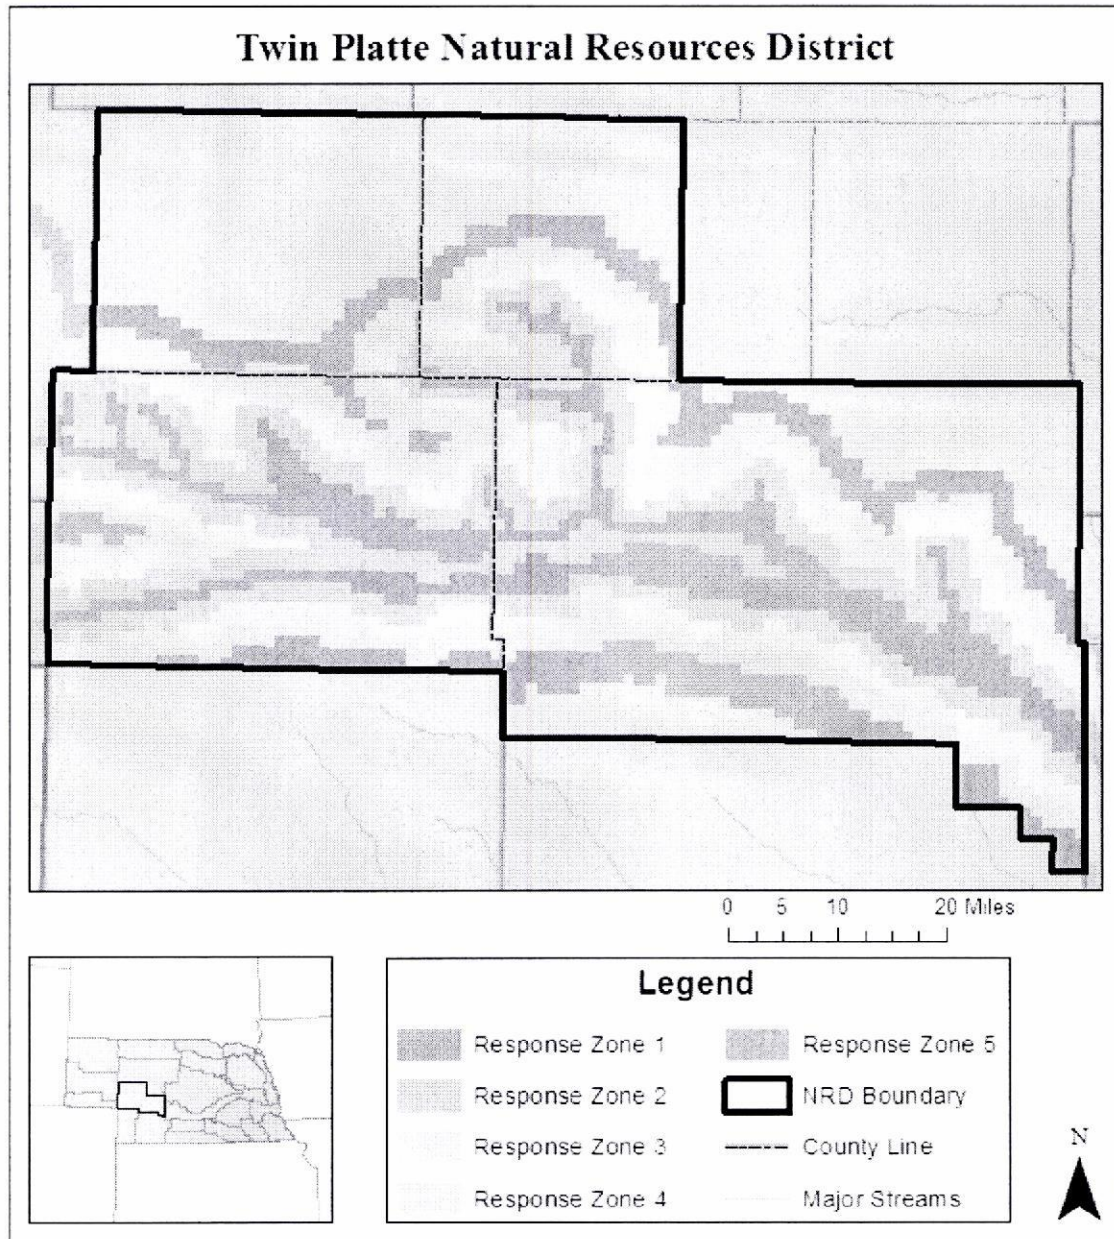 Twin Platte Natural Resources District
0 5 10 20 Miles
Legend
Response Zone 1
Response Zone 2
Response Zone 3
Response Zone 4
Response Zone 5
NRD Boundary
County Line
Major Streams
N